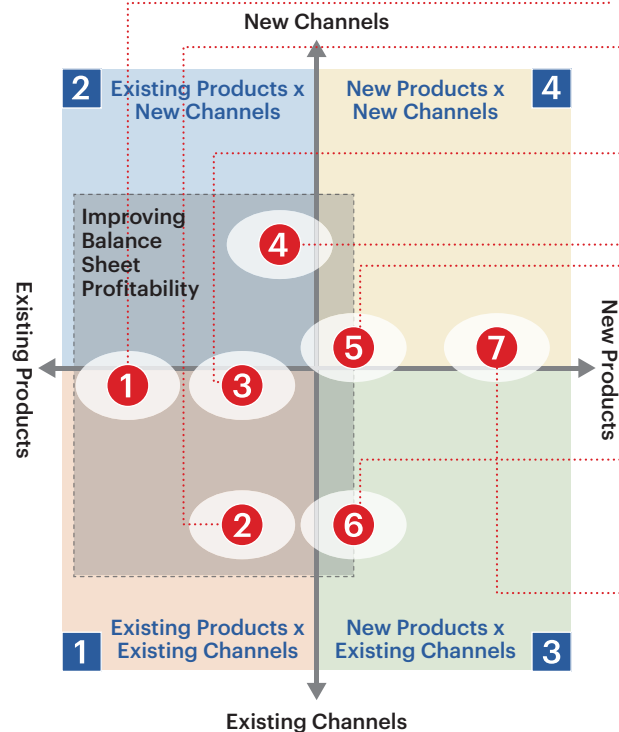 New Channels
2
Existing Products x
New Channels
New Products x
New Channels
4
Improving
Balance
Sheet
Profitability
4
Existing Products
5
7
New Products
1
3
2
6
1
Existing Products x
Existing Channels
New Products x
Existing Channels
3
Existing Channels